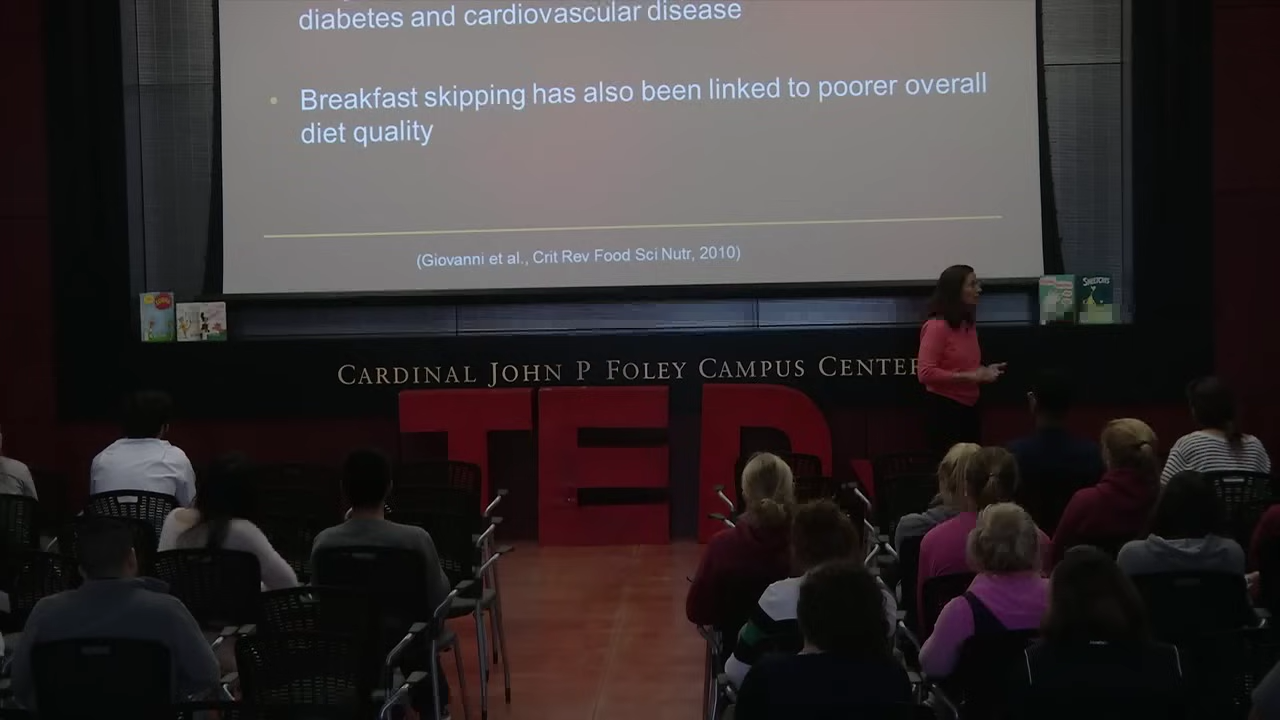 diabetes and cardiovascular disease
• Breakfast skipping has also been linked to poorer overall
diet quality
(Giovanni et al., Crit Rev Food Sci Nutr, 2010)
CARDINAL JOHN P FOLEY CAMPUS CENTER
TED